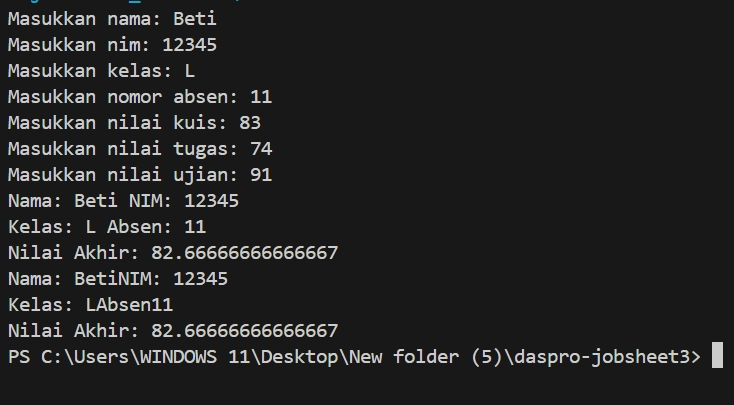 Masukkan nama: Beti
Masukkan nim: 12345
Masukkan kelas: L
Masukkan nomor absen: 11
Masukkan nilai kuis: 83
Masukkan nilai tugas: 74
Masukkan nilai ujian: 91
Nama: Beti NIM: 12345
Kelas: L Absen: 11
Nilai Akhir: 82.66666666666667
Nama: BetiNIM: 12345
Kelas: LAbsen11
Nilai Akhir: 82.66666666666667
PS C:\Users\WINDOWS 11\Desktop\New folder (5)\daspro-jobsheet3>